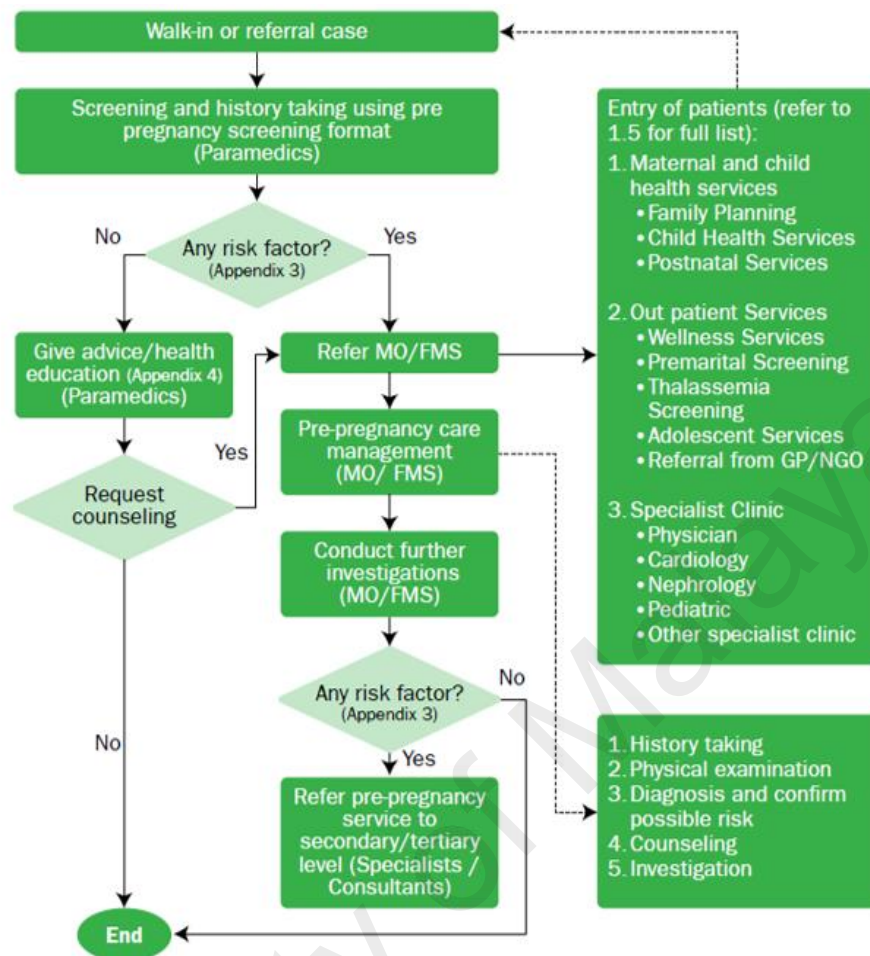 Walk-in or referral case
Screening and history taking using pre
pregnancy screening format
(Paramedics)
No
Any risk factor?
(Appendix 3)
Yes
Give advice/health
education (Appendix 4)
(Paramedics)
Yes
Request
counseling
No
Refer MO/FMS
Pre-pregnancy care
management
(MO/ FMS)
Conduct further
investigations
(MO/FMS)
Any risk factor?
(Appendix 3)
No
Yes
Refer pre-pregnancy
service to
secondary/tertiary
level (Specialists /
Consultants)
End
Entry of patients (refer to
1.5 for full list):
1. Maternal and child
health services
•Family Planning
•Child Health Services
•Postnatal Services
2. Out patient Services
•Wellness Services
•Premarital Screening
•Thalassemia
Screening
•Adolescent Services
•Referral from GP/NGO
3. Specialist Clinic
•Physician
•Cardiology
•Nephrology
•Pediatric
•Other specialist clinic
1. History taking
2. Physical examination
3. Diagnosis and confirm
possible risk
4. Counseling
5. Investigation
of Malaya